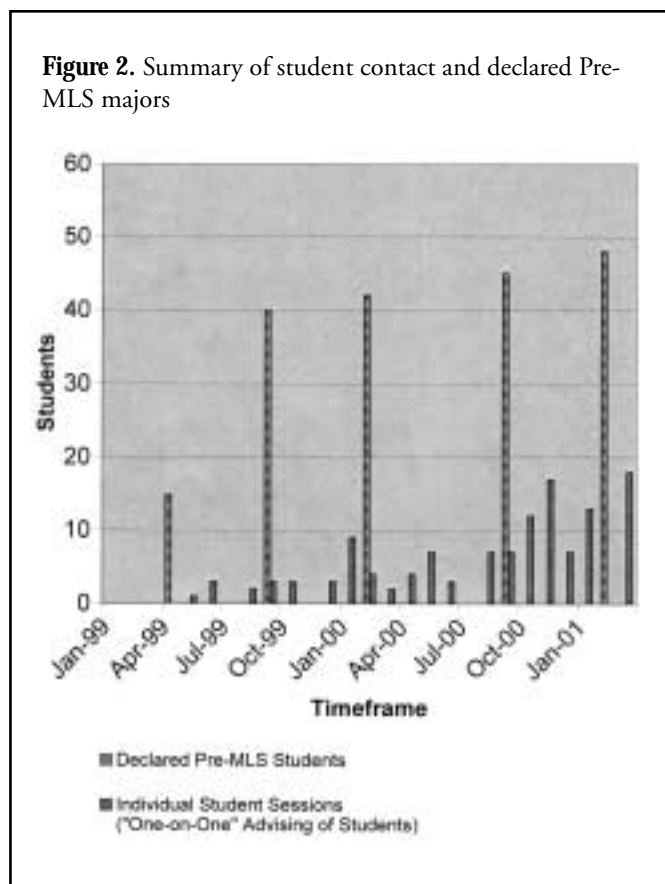 Figure 2. Summary of student contact and declared Pre-
MLS majors
60
50
40
30
20
10
0
Students
Jan-99
Apr-99
Jul-99
Oct-99
Jan-00
Apr-00
Jul-00
Oct-00
Jan-01
Timeframe
Declared Pre-MLS Students
Individual Student Sessions
("One-on-One" Advising of Students)